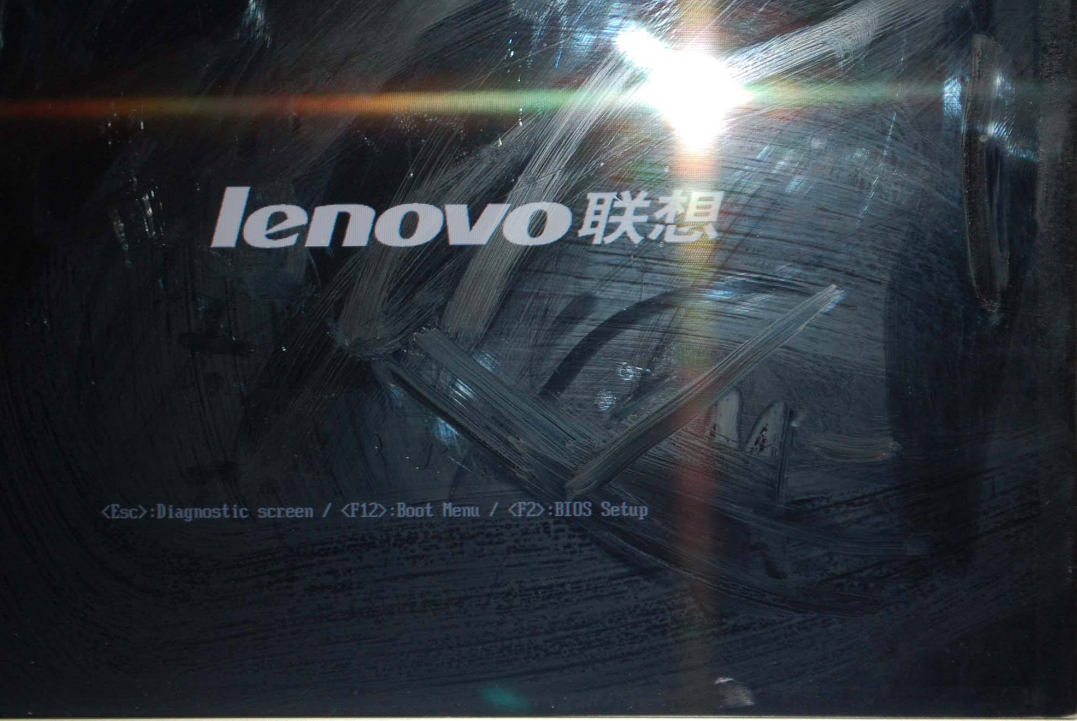 lenovo联想
<Esc>:Diagnostic screen / <F12>:Boot Menu / <F2>:BIOS Setup